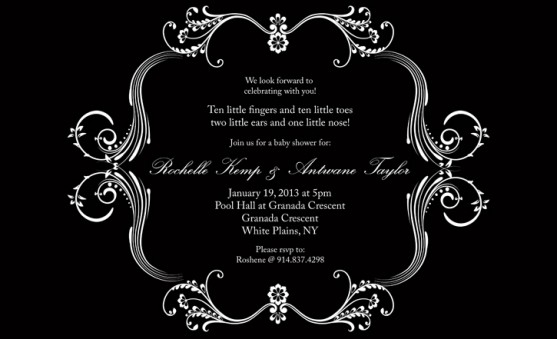 We look forward to
celebrating with you!
Ten little fingers and ten little toes
two little ears and one little nose!
Join us for a baby shower for:
Rochelle Kemp & Antwane Taylor
January 19, 2013 at 5pm
Pool Hall at Granada Crescent
Granada Crescent
White Plains, NY
Please rsvp to:
Roshene @ 914.837.4298